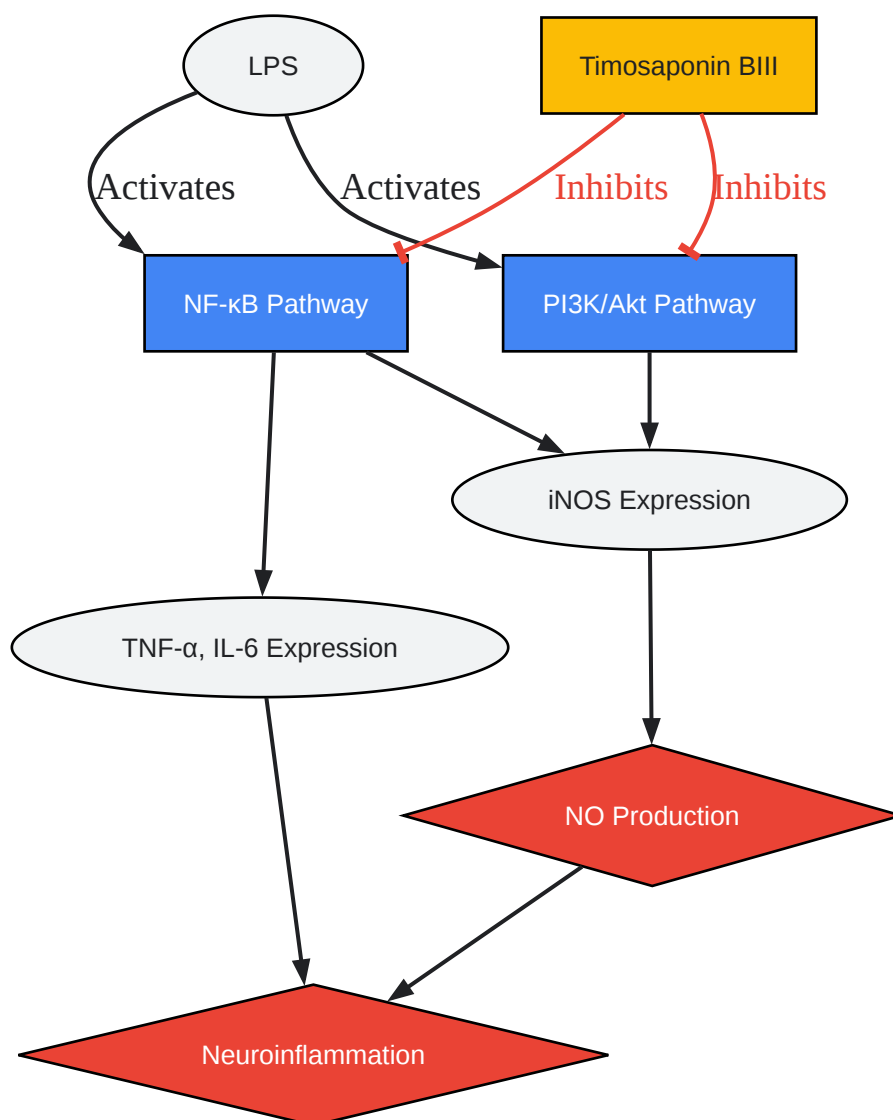 LPS
Timosaponin BIII
Activates
Activates
Inhibits
Inhibits
NF-κB Pathway
PI3K/Akt Pathway
iNOS Expression
TNF-α, IL-6 Expression
NO Production
Neuroinflammation